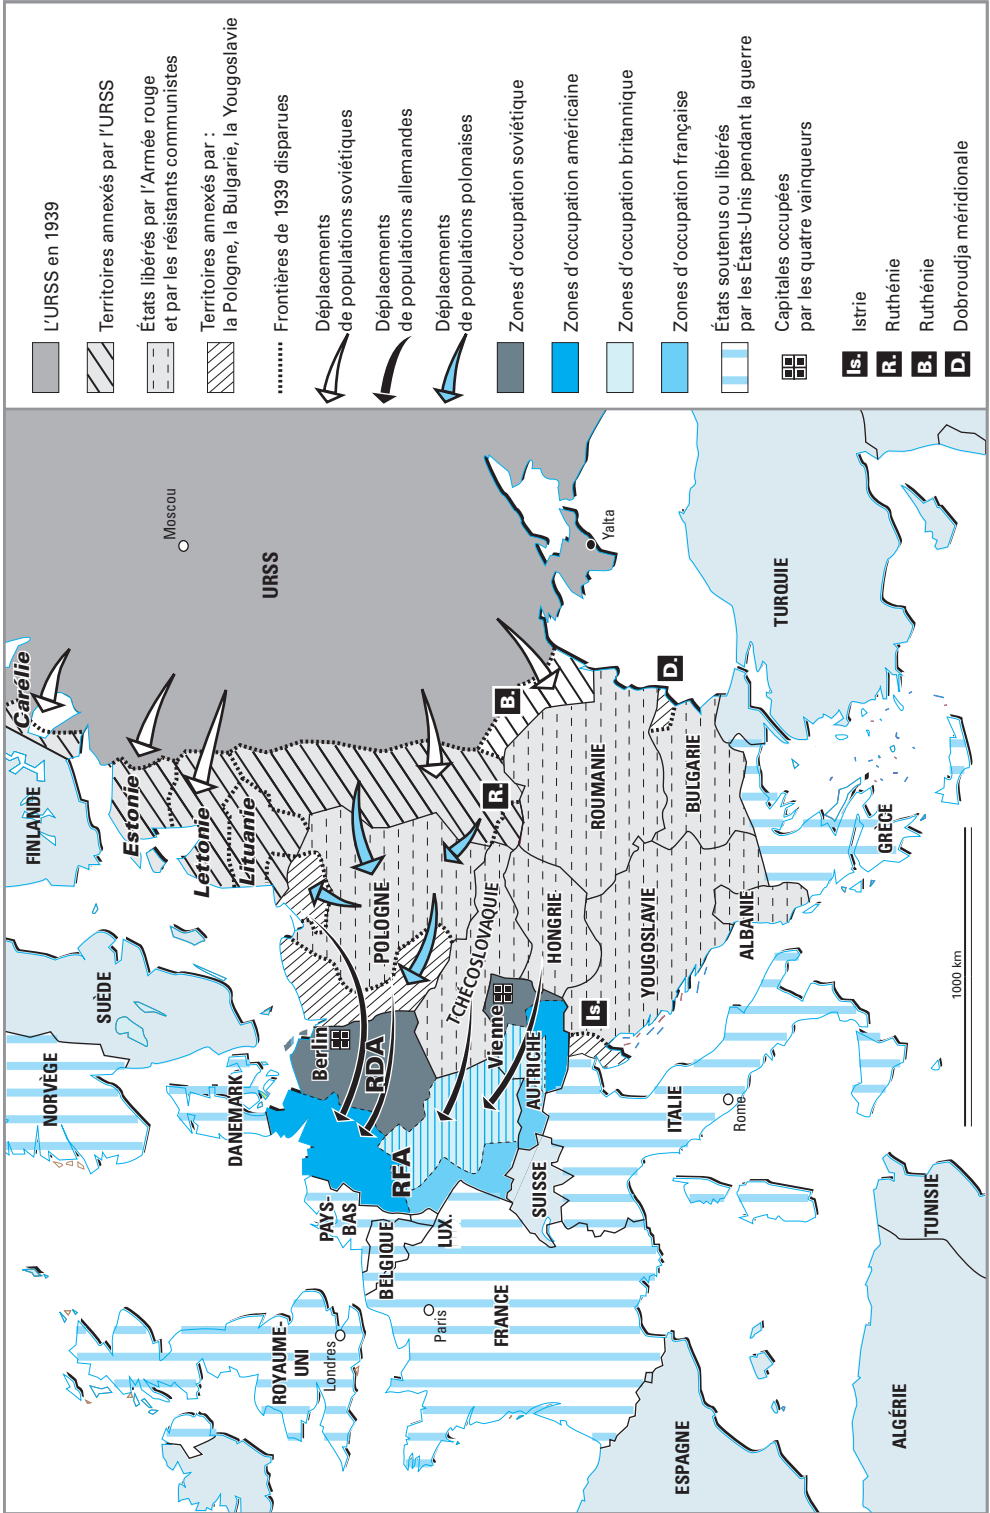 L'URSS en 1939
Territoires annexés par l'URSS
États libérés par l'Armée rouge
et par les résistants communistes
Territoires annexés par :
la Pologne, la Bulgarie, la Yougoslavie
Frontières de 1939 disparues
Déplacements
de populations soviétiques
Déplacements
de populations allemandes
Déplacements
de populations polonaises
Zones d'occupation soviétique
Zones d'occupation américaine
Zones d'occupation britannique
Zones d'occupation française
États soutenus ou libérés
par les États-Unis pendant la guerre
Capitales occupées
par les quatre vainqueurs
Is. Istrie
R. Ruthénie
B. Ruthénie
D. Dobroudja méridionale
NORVÈGE
SUÈDE
FINLANDE
Carélie
Estonie
Lettonie
Lituanie
Moscou
URSS
DANEMARK
ROYAUME-
UNI
Londres
PAYS-
BAS
BELGIQUE
LUX.
Berlin
RDA
RFA
POLOGNE
TCHÉCOSLOVAQUIE
Paris
FRANCE
SUISSE
AUTRICHE
Vienne
HONGRIE
R.
B.
ROUMANIE
Yalta
Is.
YOUGOSLAVIE
BULGARIE
D.
ITALIE
Rome
ALBANIE
GRÈCE
TURQUIE
ESPAGNE
ALGÉRIE
TUNISIE
1000 km